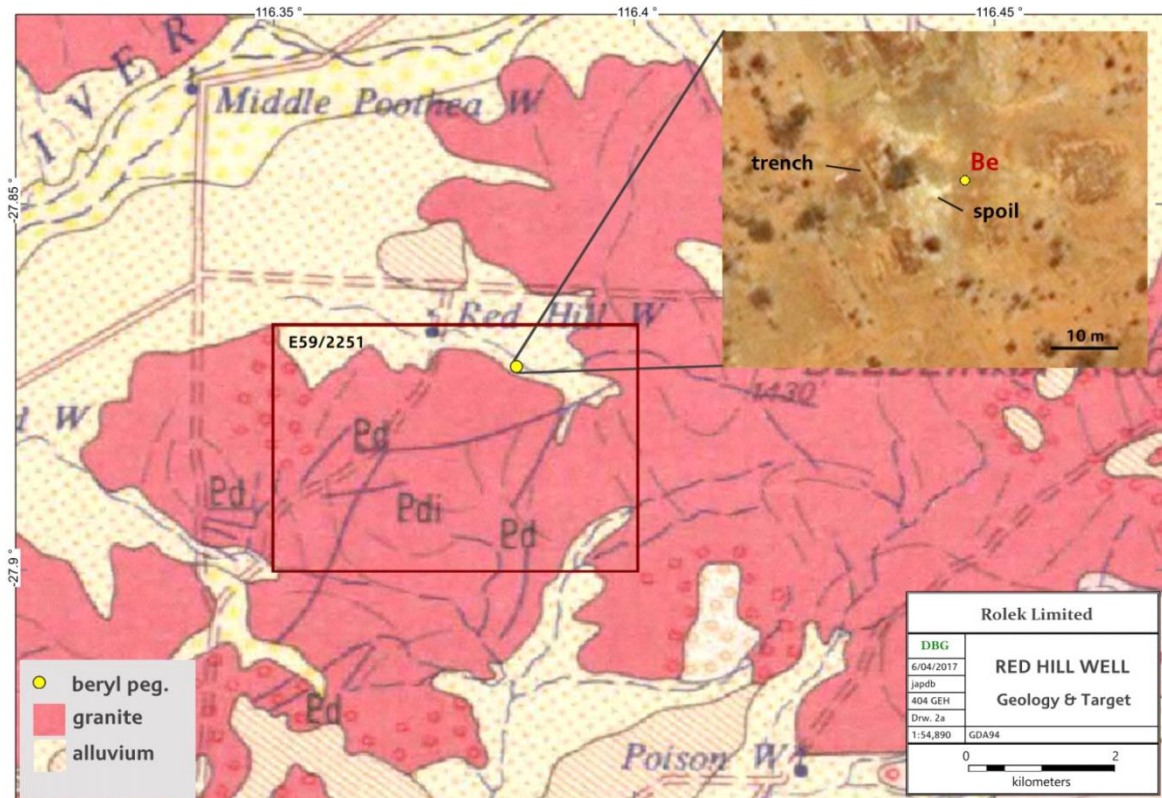 116.35 °
116.4 °
116.45 °
-27.85 °
-27.9 °
I V E R
Middle Poothea W
Red Hill W
E59/2251
1430
W
Pd
Pd
Pdi
Pd
Pd
Poison W
trench
Be
spoil
10 m
beryl peg.
granite
alluvium
Rolek Limited
DBG
6/04/2017
japdb
404 GEH
Drw. 2a
1:54,890
RED HILL WELL
Geology & Target
GDA94
0 2
kilometers